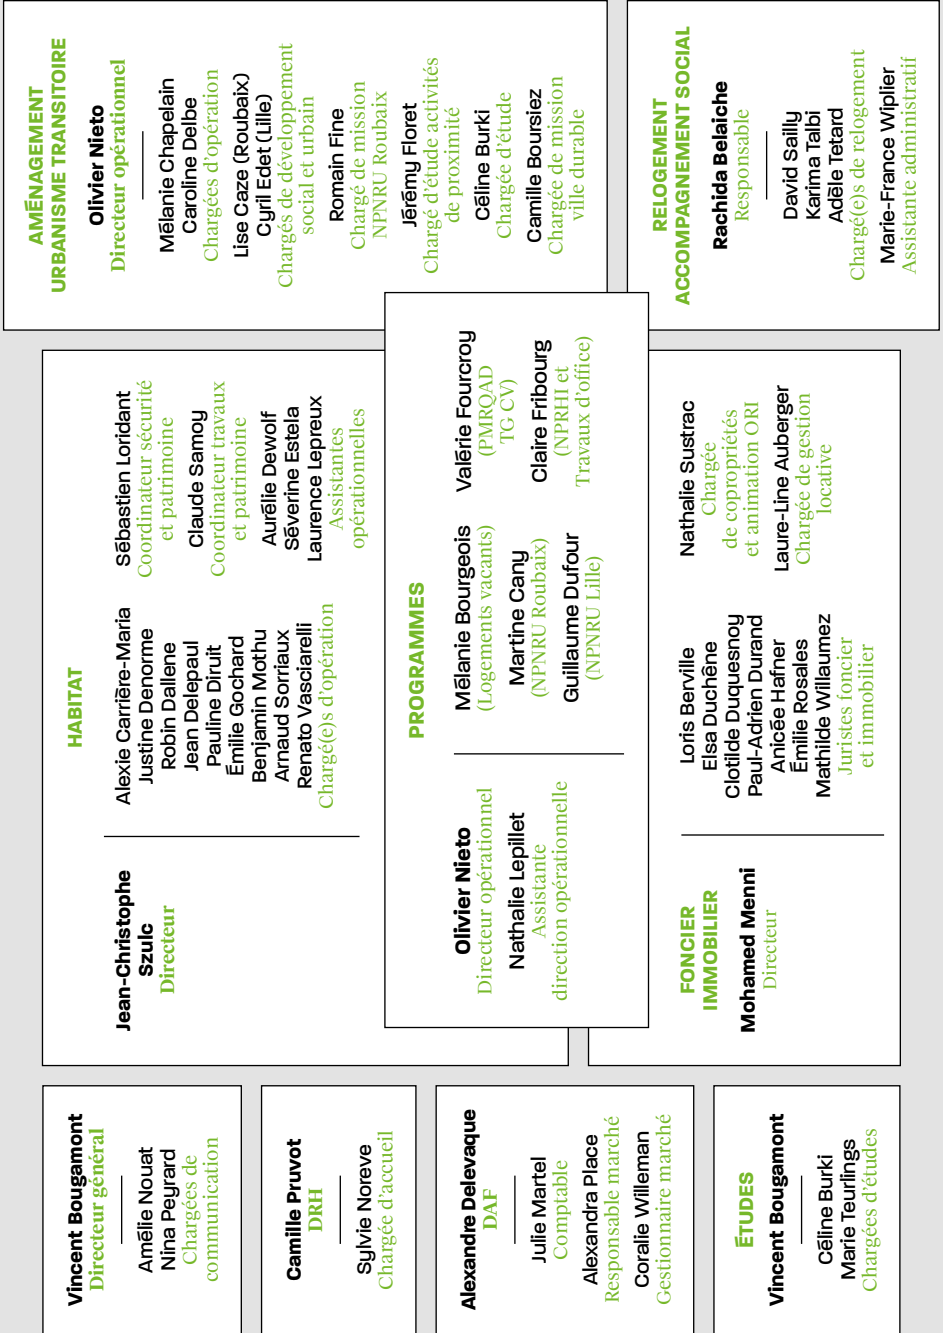 Vincent Bougamont
Directeur général
Amélie Nouat
Nina Peyrard
Chargées de
communication
Camille Pruvot
DRH
Sylvie Noreve
Chargée d'accueil
Alexandre Delevaque
DAF
Julie Martel
Comptable
Alexandra Place
Responsable marché
Coralie Willeman
Gestionnaire marché
ÉTUDES
Vincent Bougamont
Céline Burki
Marie Teurlings
Chargées d'études
HABITAT
Jean-Christophe
Szulc
Directeur
Alexie Carrière-Maria
Justine Denorme
Robin Dallene
Jean Delepaul
Pauline Diruit
Émilie Gochard
Benjamin Mothu
Arnaud Sorriaux
Renato Vasciarelli
Chargé(e)s d'opération
Sébastien Loridant
Coordinateur sécurité
et patrimoine
Claude Samoy
Coordinateur travaux
et patrimoine
Aurélie Dewolf
Séverine Estela
Laurence Lepreux
Assistantes
opérationnelles
PROGRAMMES
Olivier Nieto
Directeur opérationnel
Nathalie Lepillet
Assistante
direction opérationnelle
Mélanie Bourgeois
(Logements vacants)
Martine Cany
(NPNRU Roubaix)
Guillaume Dufour
(NPNRU Lille)
Valérie Fourcroy
(PMRQAD
TG CV)
Claire Fribourg
(NPRHI et
Travaux d'office)
FONCIER
IMMOBILIER
Mohamed Menni
Directeur
Loris Berville
Elsa Duchêne
Clotilde Duquesnoy
Paul-Adrien Durand
Anicée Hafner
Émilie Rosales
Mathilde Willaumez
Juristes foncier
et immobilier
Nathalie Sustrac
Chargée
de copropriétés
et animation ORI
Laure-Line Auberger
Chargée de gestion
locative
AMÉNAGEMENT
URBANISME TRANSITOIRE
Olivier Nieto
Directeur opérationnel
Mélanie Chapelain
Caroline Delbe
Chargées d'opération
Lise Caze (Roubaix)
Cyril Edet (Lille)
Chargés de développement
social et urbain
Romain Fine
Chargé de mission
NPNRU Roubaix
Jérémy Floret
Chargé d'étude activités
de proximité
Céline Burki
Chargée d'étude
Camille Boursiez
Chargée de mission
ville durable
RELOGEMENT
ACCOMPAGNEMENT SOCIAL
Rachida Belaiche
Responsable
David Sailly
Karima Talbi
Adèle Tetard
Chargé(e)s de relogement
Marie-France Wiplier
Assistante administratif